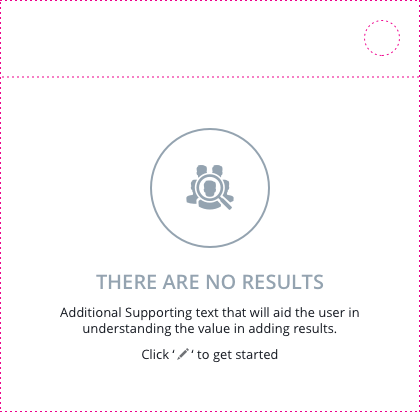 THERE ARE NO RESULTS
Additional Supporting text that will aid the user in
understanding the value in adding results.
Click ‘ ’ to get started